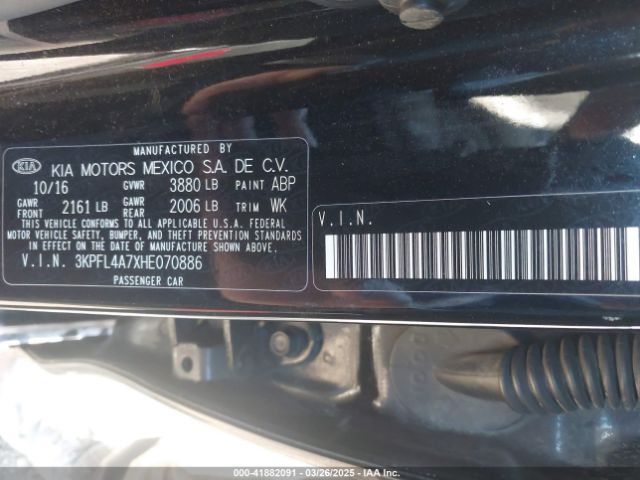 MANUFACTURED BY
KIA KIA MOTORS MEXICO S.A. DE C.V.
10/16 GVWR 3880 LB PAINT ABP
GAWR FRONT 2161 LB GAWR REAR 2006 LB TRIM WK
THIS VEHICLE CONFORMS TO ALL APPLICABLE U.S.A. FEDERAL
MOTOR VEHICLE SAFETY, BUMPER, AND THEFT PREVENTION STANDARDS
IN EFFECT ON THE DATE OF MANUFACTURE SHOWN ABOVE.
V.I.N. 3KPFL4A7XHE070886
PASSENGER CAR
V.I.N.
000-41882091 - 03/26/2025 - IAA Inc.